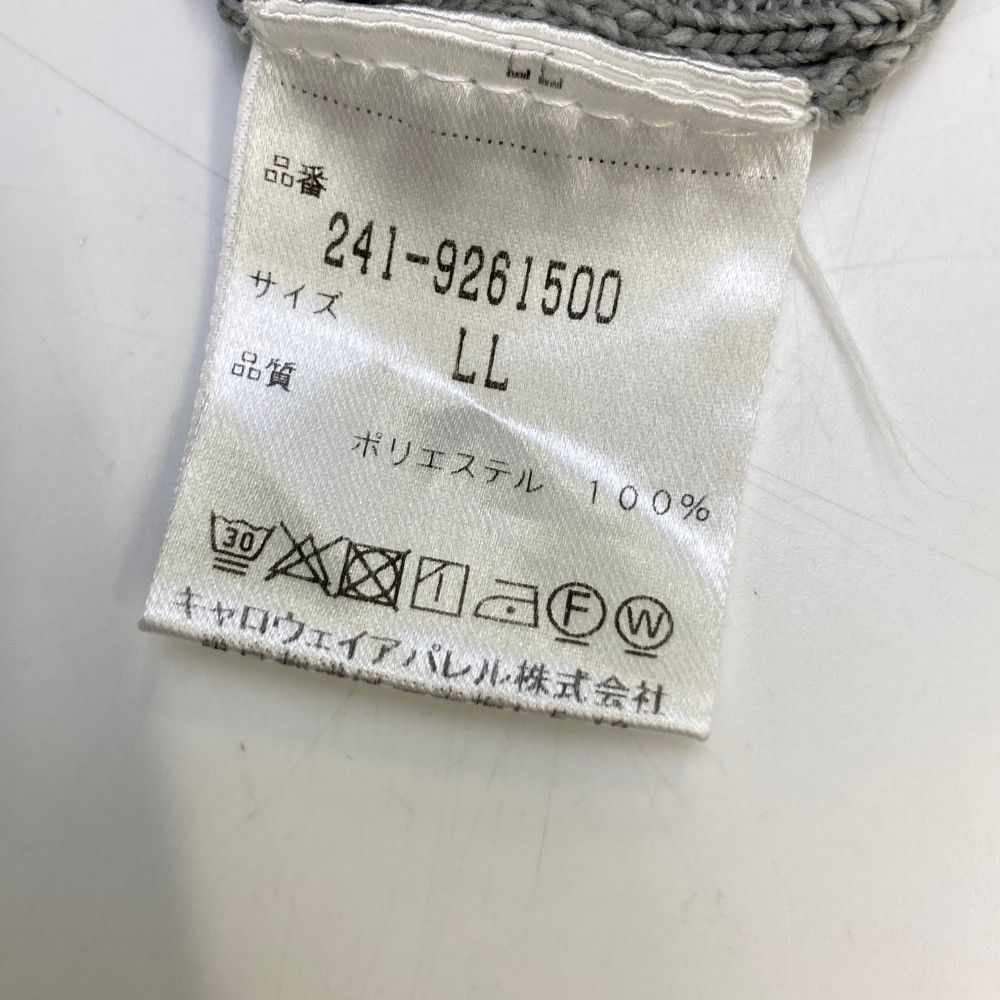 品番
241-9261500
サイズ
LL
品質
ポリエステル 100%
30
F W
キャロウェイアパレル株式会社